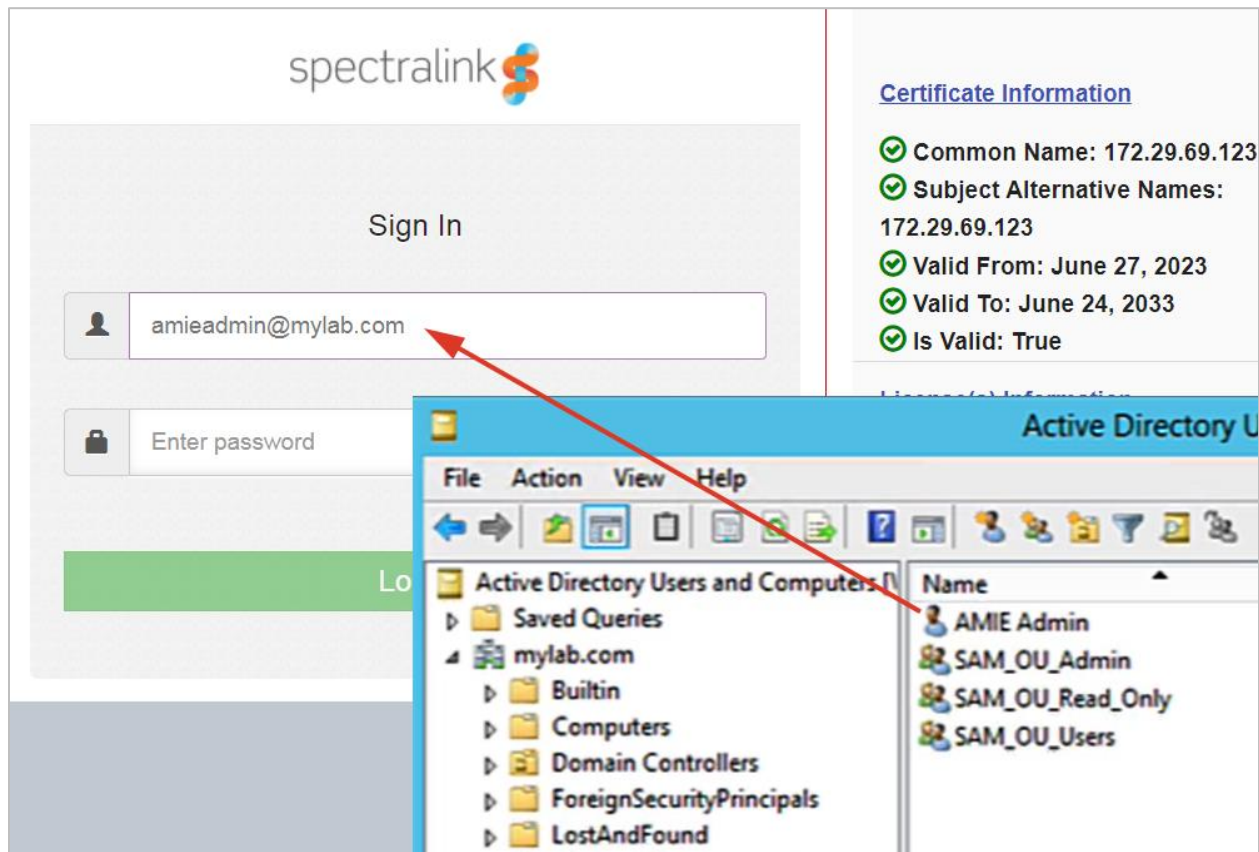 spectralink
Sign In
amieadmin@mylab.com
Enter password
Lo
Certificate Information
Common Name: 172.29.69.123
Subject Alternative Names:
172.29.69.123
Valid From: June 27, 2023
Valid To: June 24, 2033
Is Valid: True
License(s) Information
Active Directory U
File Action View Help
Active Directory Users and Computers [\
Saved Queries
mylab.com
Builtin
Computers
Domain Controllers
ForeignSecurityPrincipals
LostAndFound
Name
AMIE Admin
SAM_OU_Admin
SAM_OU_Read_Only
SAM_OU_Users